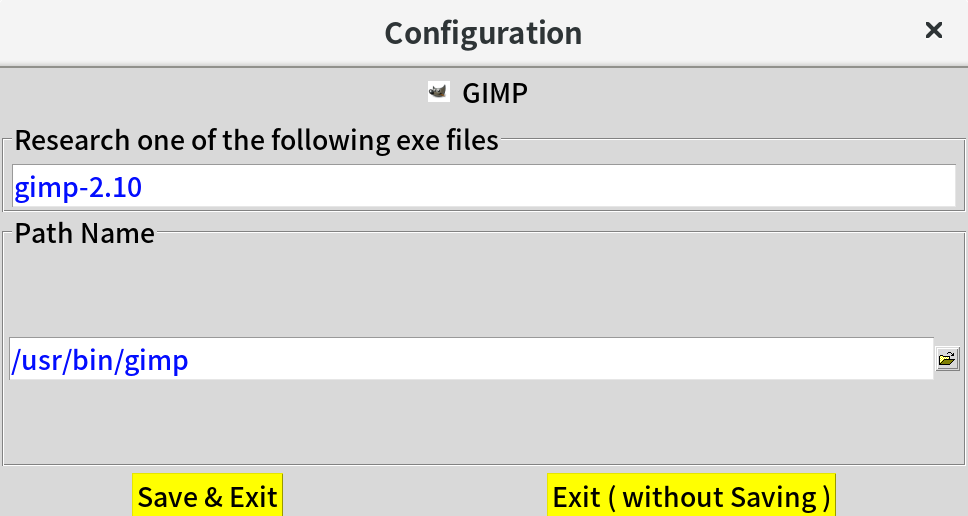 Configuration
GIMP
Research one of the following exe files
gimp-2.10
Path Name
/usr/bin/gimp
Save & Exit
Exit ( without Saving )